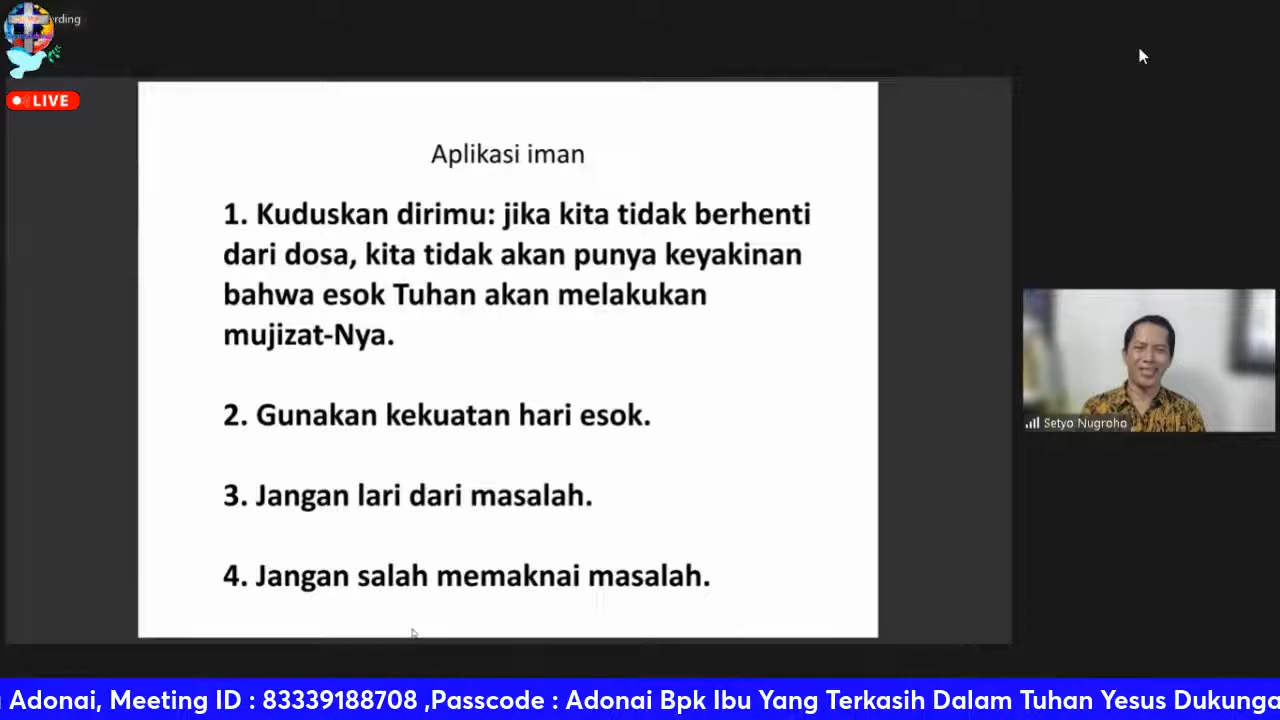 rding
LIVE
Aplikasi iman
1. Kuduskan dirimu: jika kita tidak berhenti
dari dosa, kita tidak akan punya keyakinan
bahwa esok Tuhan akan melakukan
mujizat-Nya.
2. Gunakan kekuatan hari esok.
3. Jangan lari dari masalah.
4. Jangan salah memaknai masalah.
Setyo Nugroho
Adonai, Meeting ID : 83339188708 ,Passcode : Adonai Bpk Ibu Yang Terkasih Dalam Tuhan Yesus Dukunga